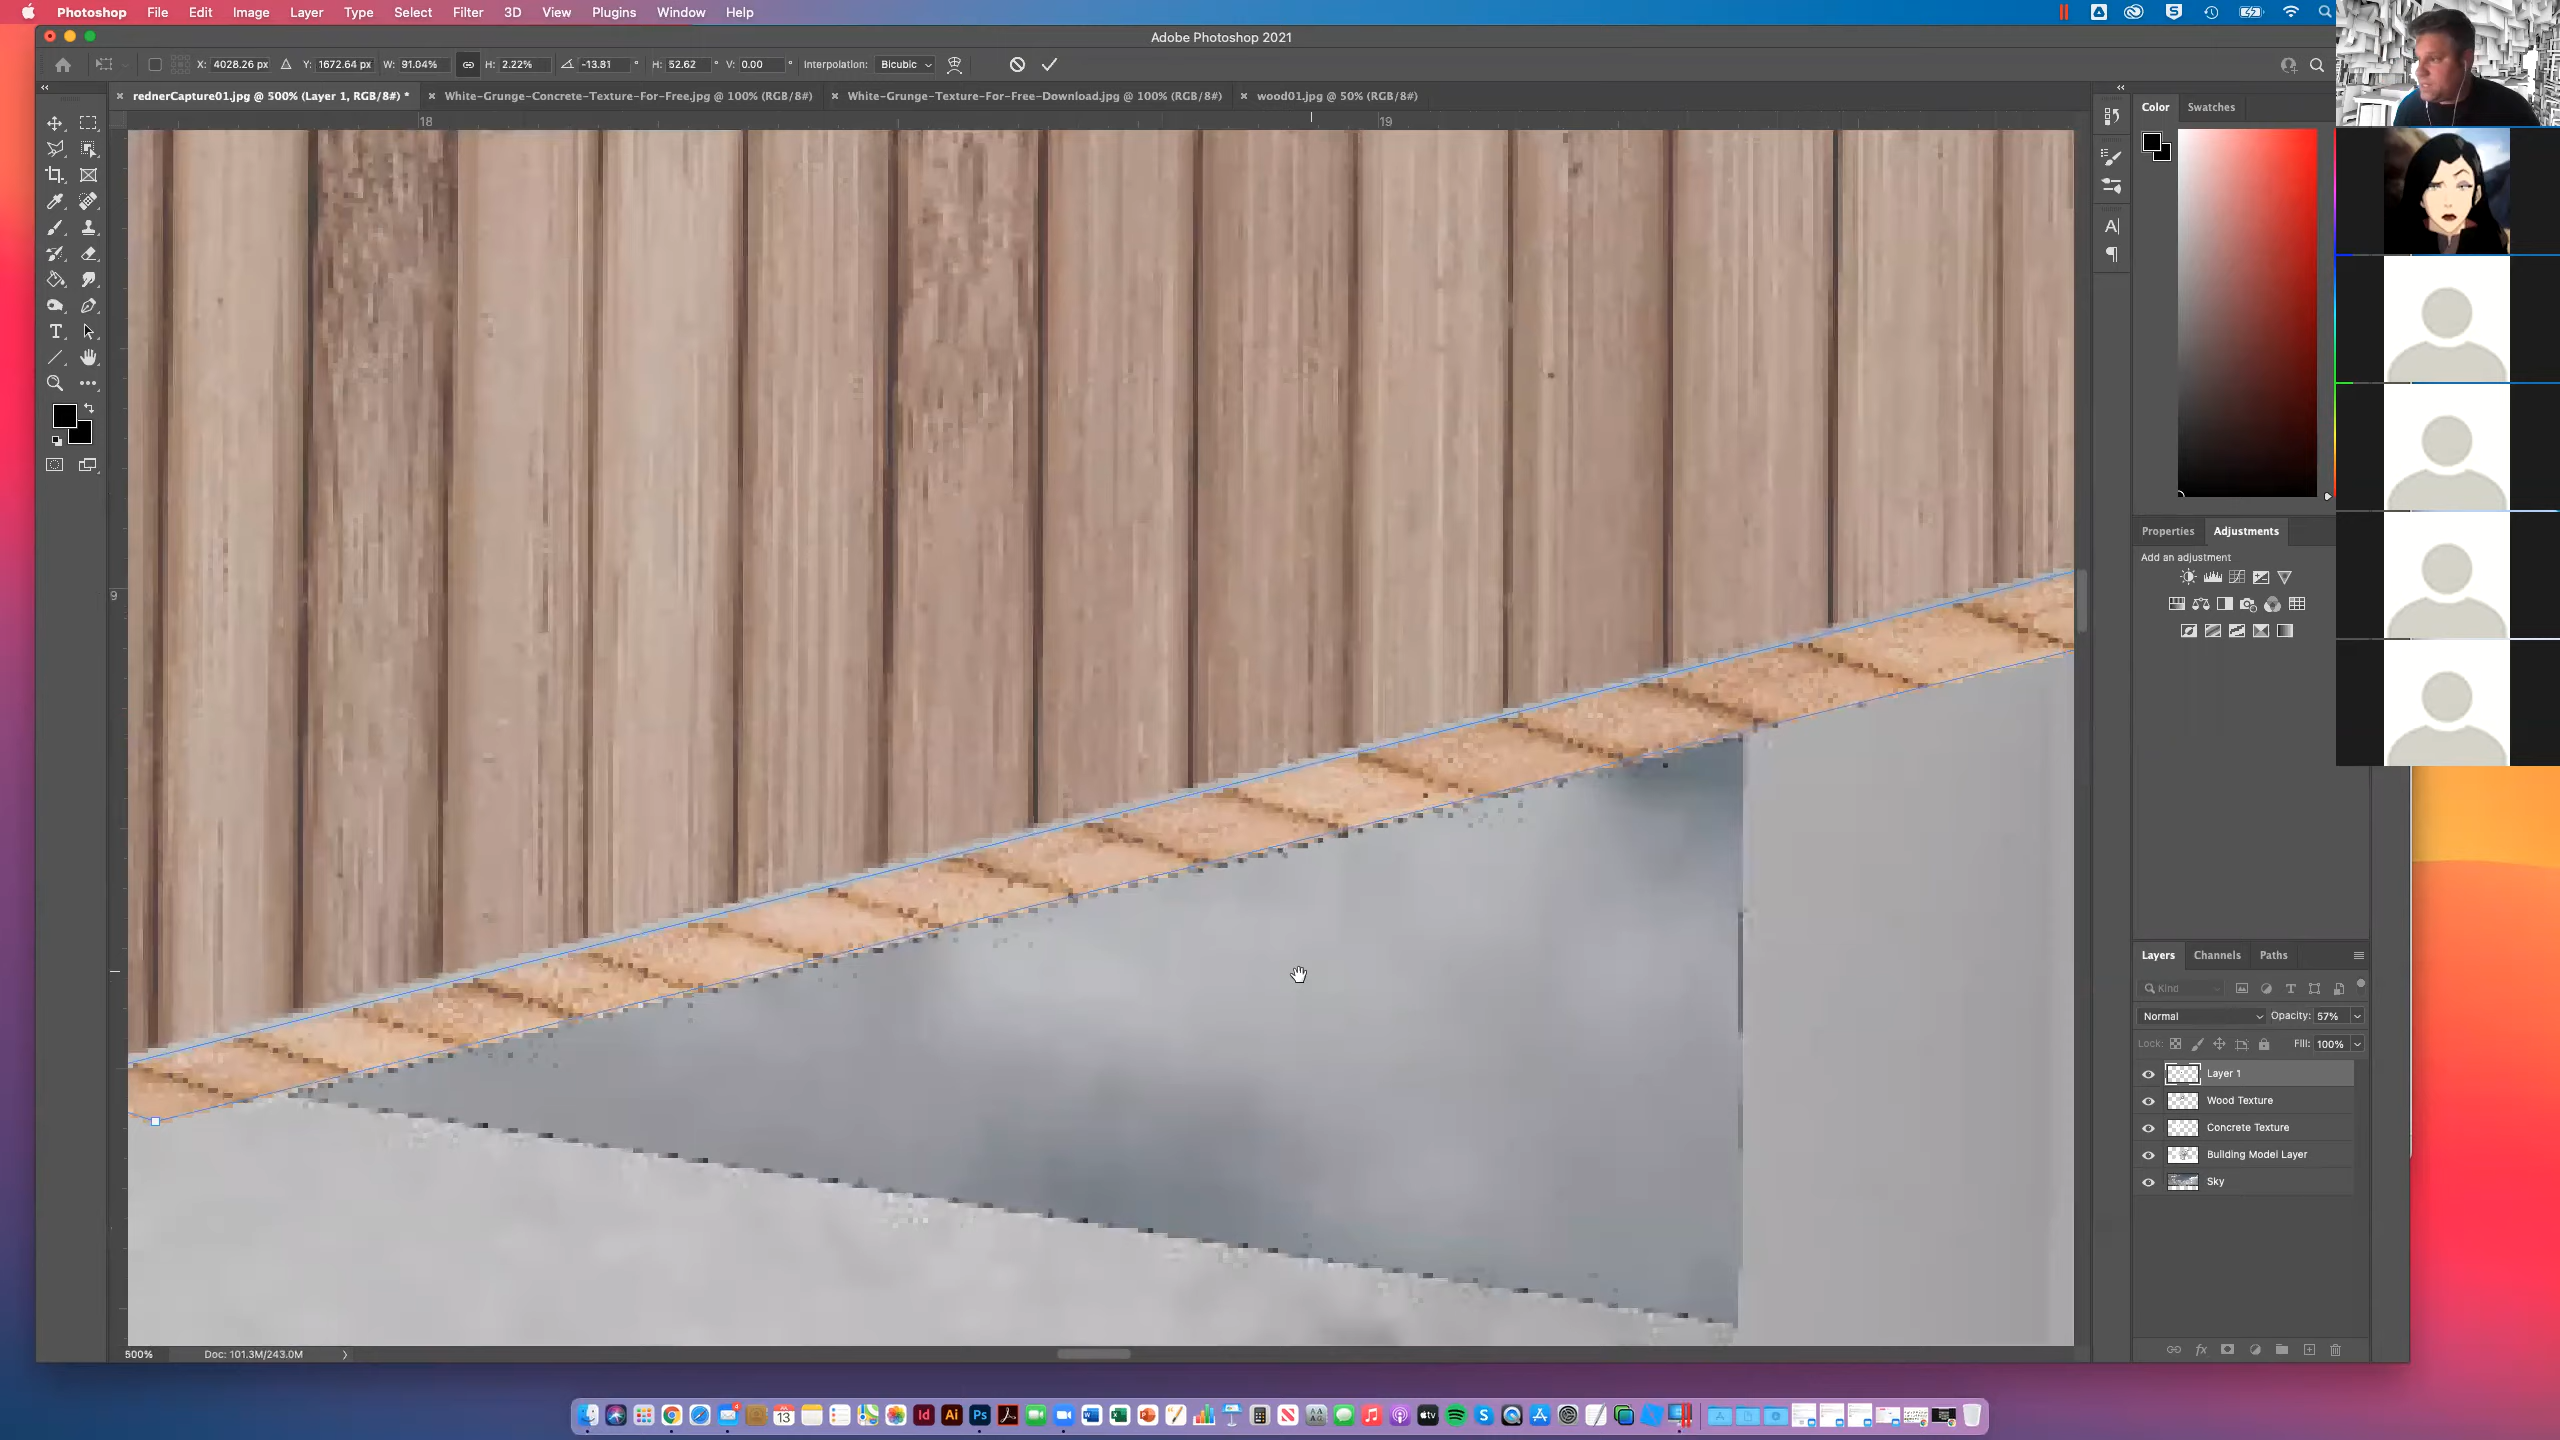 Photoshop File Edit Image Layer Type Select Filter 3D View Plugins Window Help
Adobe Photoshop 2021
X: 4028.26 px Y: 1672.64 px W: 91.04% H: 2.22% -13.81 ° H: 52.62 ° V: 0.00 ° Interpolation: Bicubic
rednerCapture01.jpg @ 500% (Layer 1, RGB/8#) * White-Grunge-Concrete-Texture-For-Free.jpg @ 100% (RGB/8#) White-Grunge-Texture-For-Free-Download.jpg @ 100% (RGB/8#) wood01.jpg @ 50% (RGB/8#)
18 19
9
Color Swatches
Properties Adjustments
Add an adjustment
Layers Channels Paths
Kind
Normal Opacity: 57%
Lock: Fill: 100%
Layer 1
Wood Texture
Concrete Texture
Building Model Layer
Sky
500% Doc: 101.3M/243.0M
13
Id Ai Ps